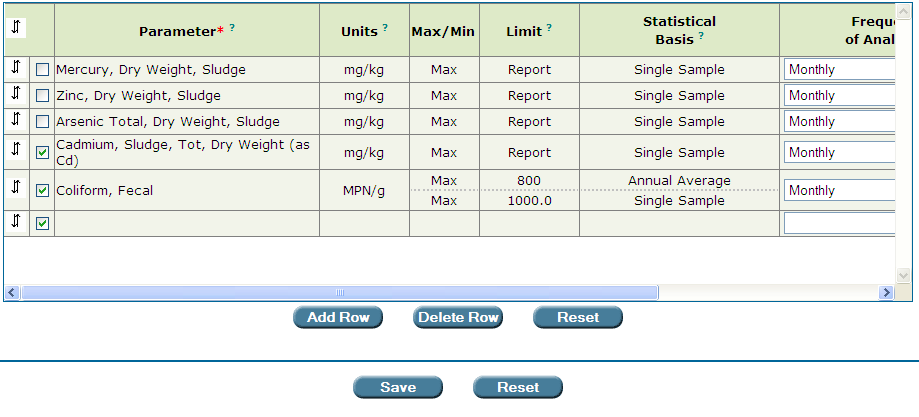 Parameter* ? Units ? Max/Min Limit ? Statistical Basis ? Frequ of Anal
Mercury, Dry Weight, Sludge mg/kg Max Report Single Sample Monthly
Zinc, Dry Weight, Sludge mg/kg Max Report Single Sample Monthly
Arsenic Total, Dry Weight, Sludge mg/kg Max Report Single Sample Monthly
Cadmium, Sludge, Tot, Dry Weight (as
Cd) mg/kg Max Report Single Sample Monthly
Coliform, Fecal MPN/g Max 800 Annual Average Monthly
Max 1000.0 Single Sample
Add Row Delete Row Reset
Save Reset